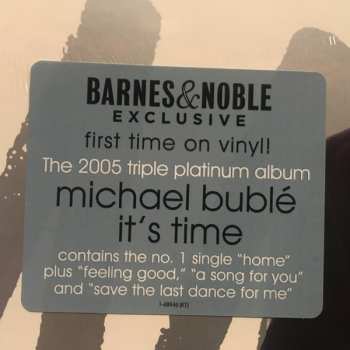 BARNES&NOBLE
EXCLUSIVE
first time on vinyl!
The 2005 triple platinum album
michael bublé
it's time
contains the no. 1 single "home"
plus "feeling good," "a song for you"
and "save the last dance for me"